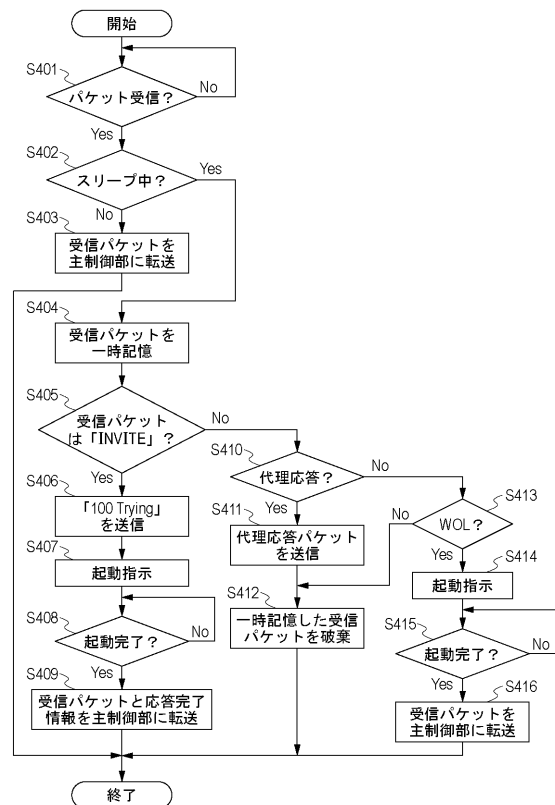 開始
S401
パケット受信？
No
Yes
S402
スリープ中？
Yes
No
S403
受信パケットを
主制御部に転送
S404
受信パケットを
一時記憶
S405
受信パケット
は「INVITE」？
No
Yes
S406
「100 Trying」
を送信
S407
起動指示
S408
起動完了？
No
Yes
S409
受信パケットと応答完了
情報を主制御部に転送
S410
代理応答？
No
Yes
S411
代理応答パケット
を送信
S412
一時記憶した受信
パケットを破棄
S413
WOL？
No
Yes
S414
起動指示
S415
起動完了？
No
Yes
S416
受信パケットを
主制御部に転送
終了